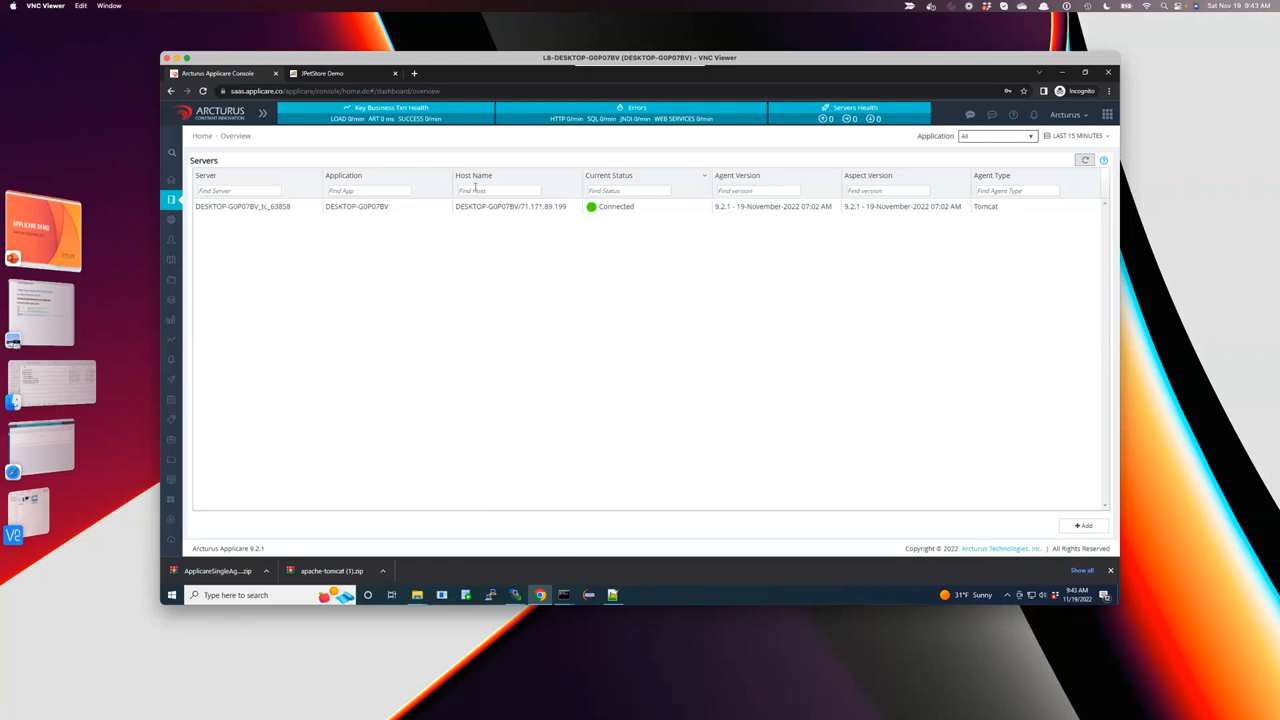 VNC Viewer Edit Window
Sat Nov 19 9:43 AM
LB-DESKTOP-G0P07BV (DESKTOP-G0P07BV) - VNC Viewer
Arcturus Applicare Console
JPetStore Demo
saas.applicare.co/applicare/console/home.do#/dashboard/overview
Incognito
ARCTURUS
CONSTANT INNOVATION
Key Business Txn Health
LOAD 0/min ART 0 ms SUCCESS 0/min
Errors
HTTP 0/min SQL 0/min JNDI 0/min WEB SERVICES 0/min
Servers Health
0 0 0
Arcturus
Home - Overview
Application All LAST 15 MINUTES
Servers
Server Application Host Name Current Status Agent Version Aspect Version Agent Type
Find Server Find App Find Host Find Status Find version Find version Find Agent Type
DESKTOP-G0P07BV_tc_63858 DESKTOP-G0P07BV DESKTOP-G0P07BV/71.171.89.199 Connected 9.2.1 - 19-November-2022 07:02 AM 9.2.1 - 19-November-2022 07:02 AM Tomcat
+ Add
Arcturus Applicare 9.2.1
Copyright © 2022 Arcturus Technologies, Inc. | All Rights Reserved
ApplicareSingleAg....zip
apache-tomcat (1).zip
Show all
Type here to search
31°F Sunny
9:43 AM
11/19/2022
APPLICARE DEMO